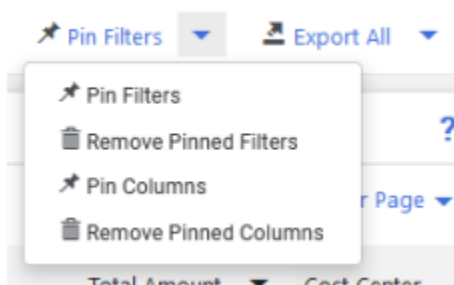 Pin Filters Export All
Pin Filters
Remove Pinned Filters
?
Pin Columns
Page
Remove Pinned Columns
Total Amount Cost Center